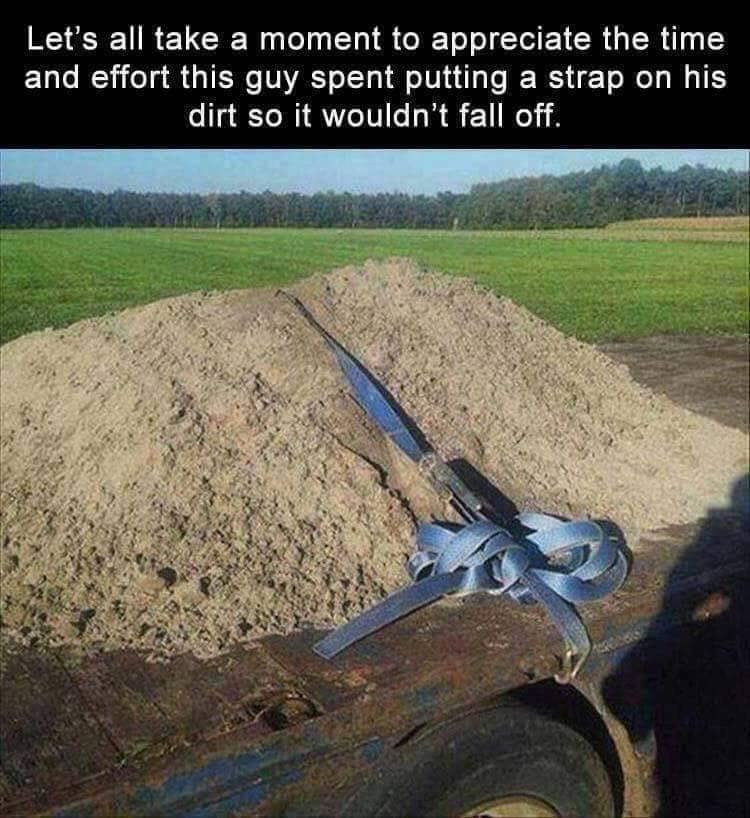 Let's all take a moment to appreciate the time
and effort this guy spent putting a strap on his
dirt so it wouldn't fall off.